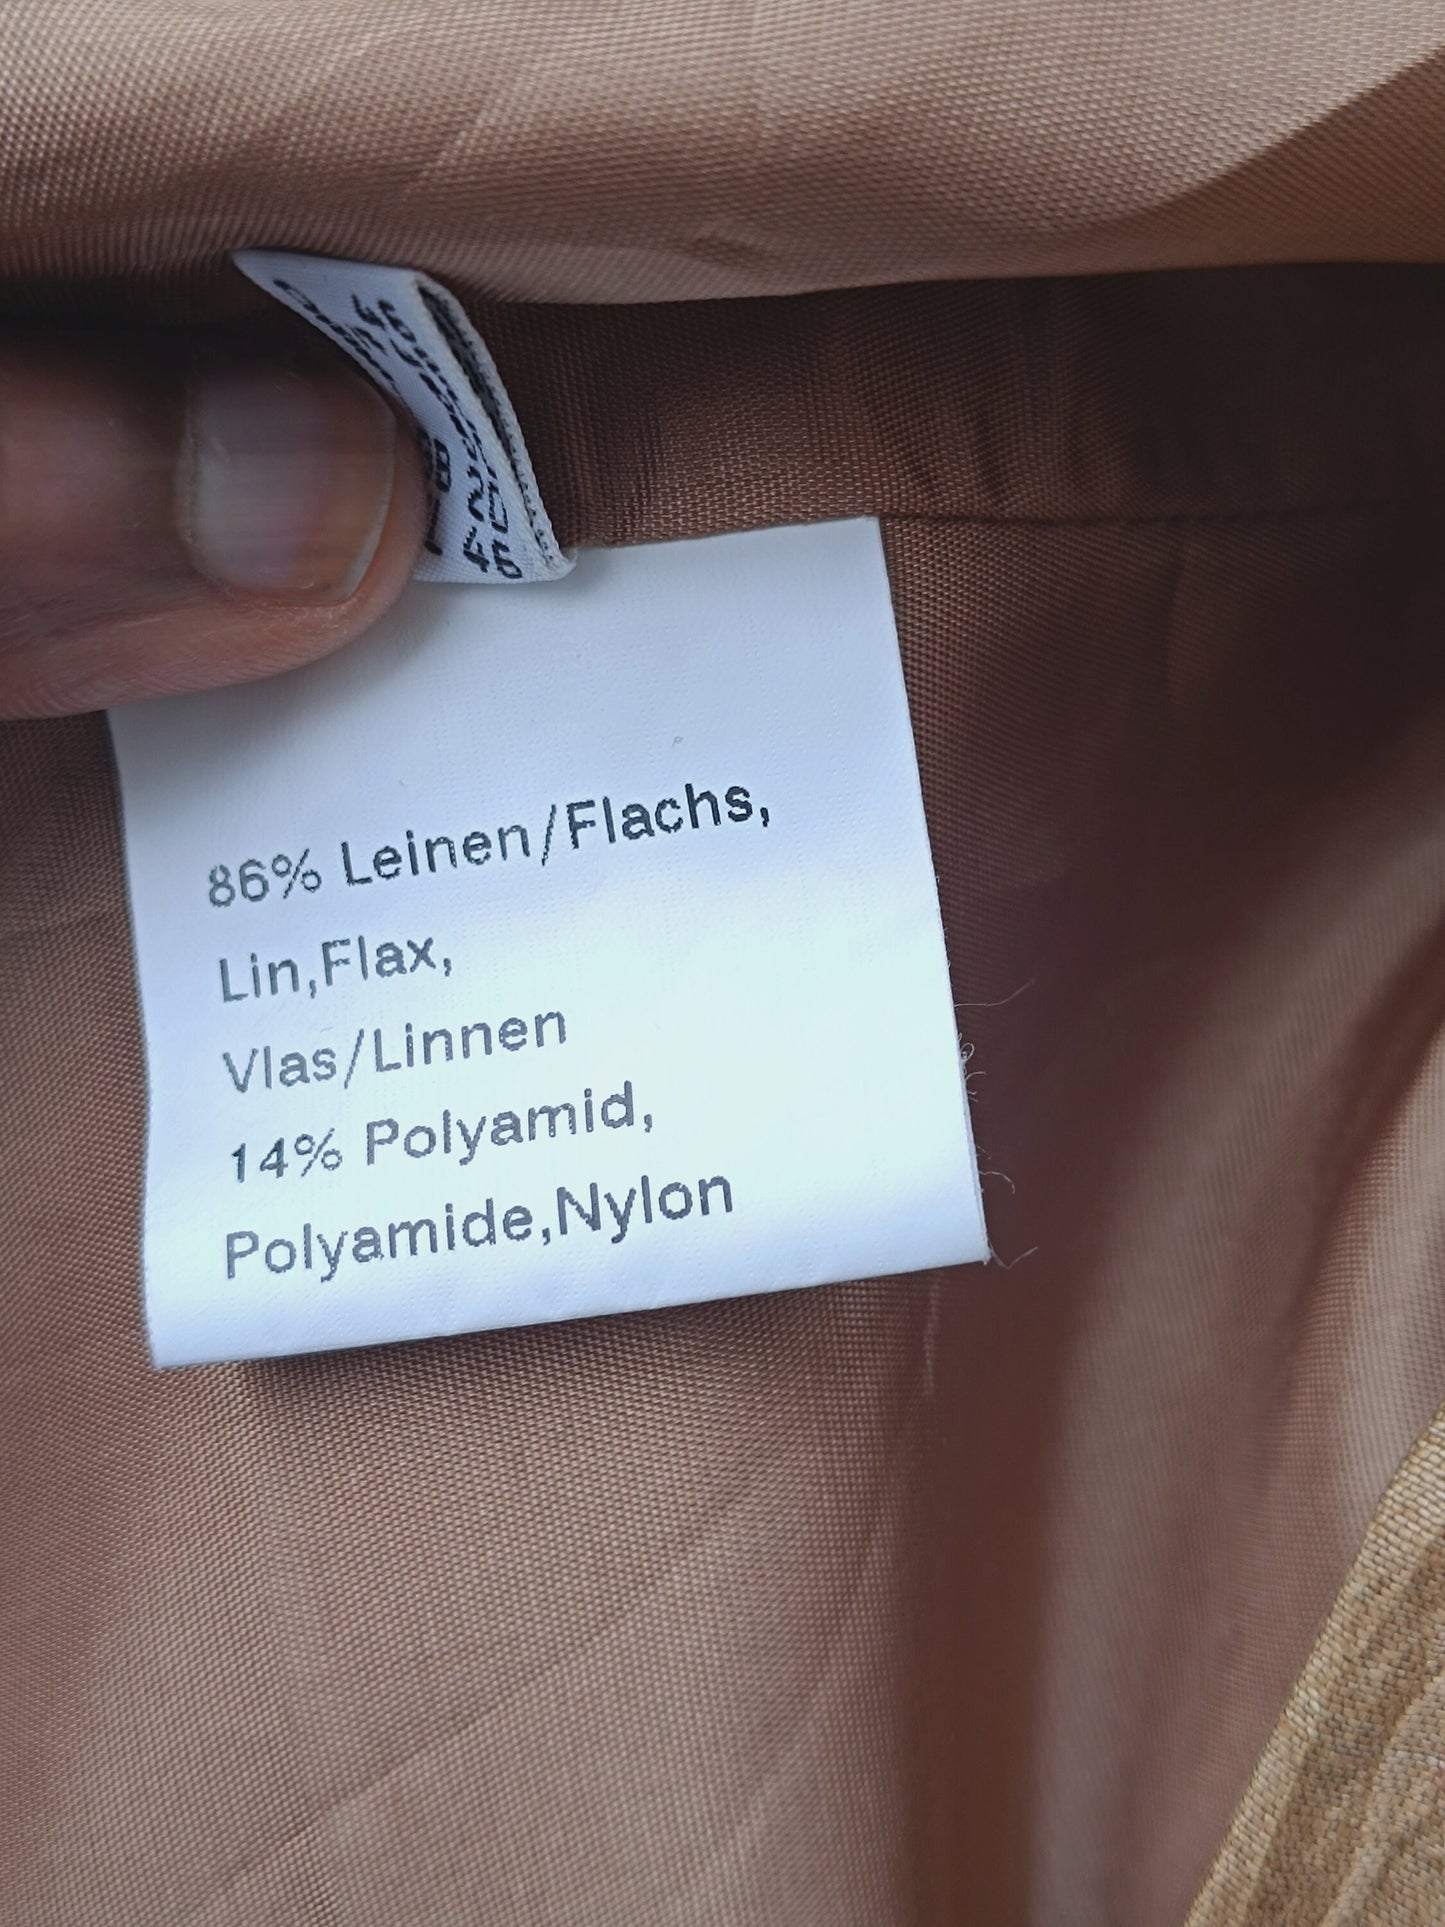 86% Leinen/Flachs,
Lin,Flax,
Vlas/Linnen
14% Polyamid,
Polyamide,Nylon